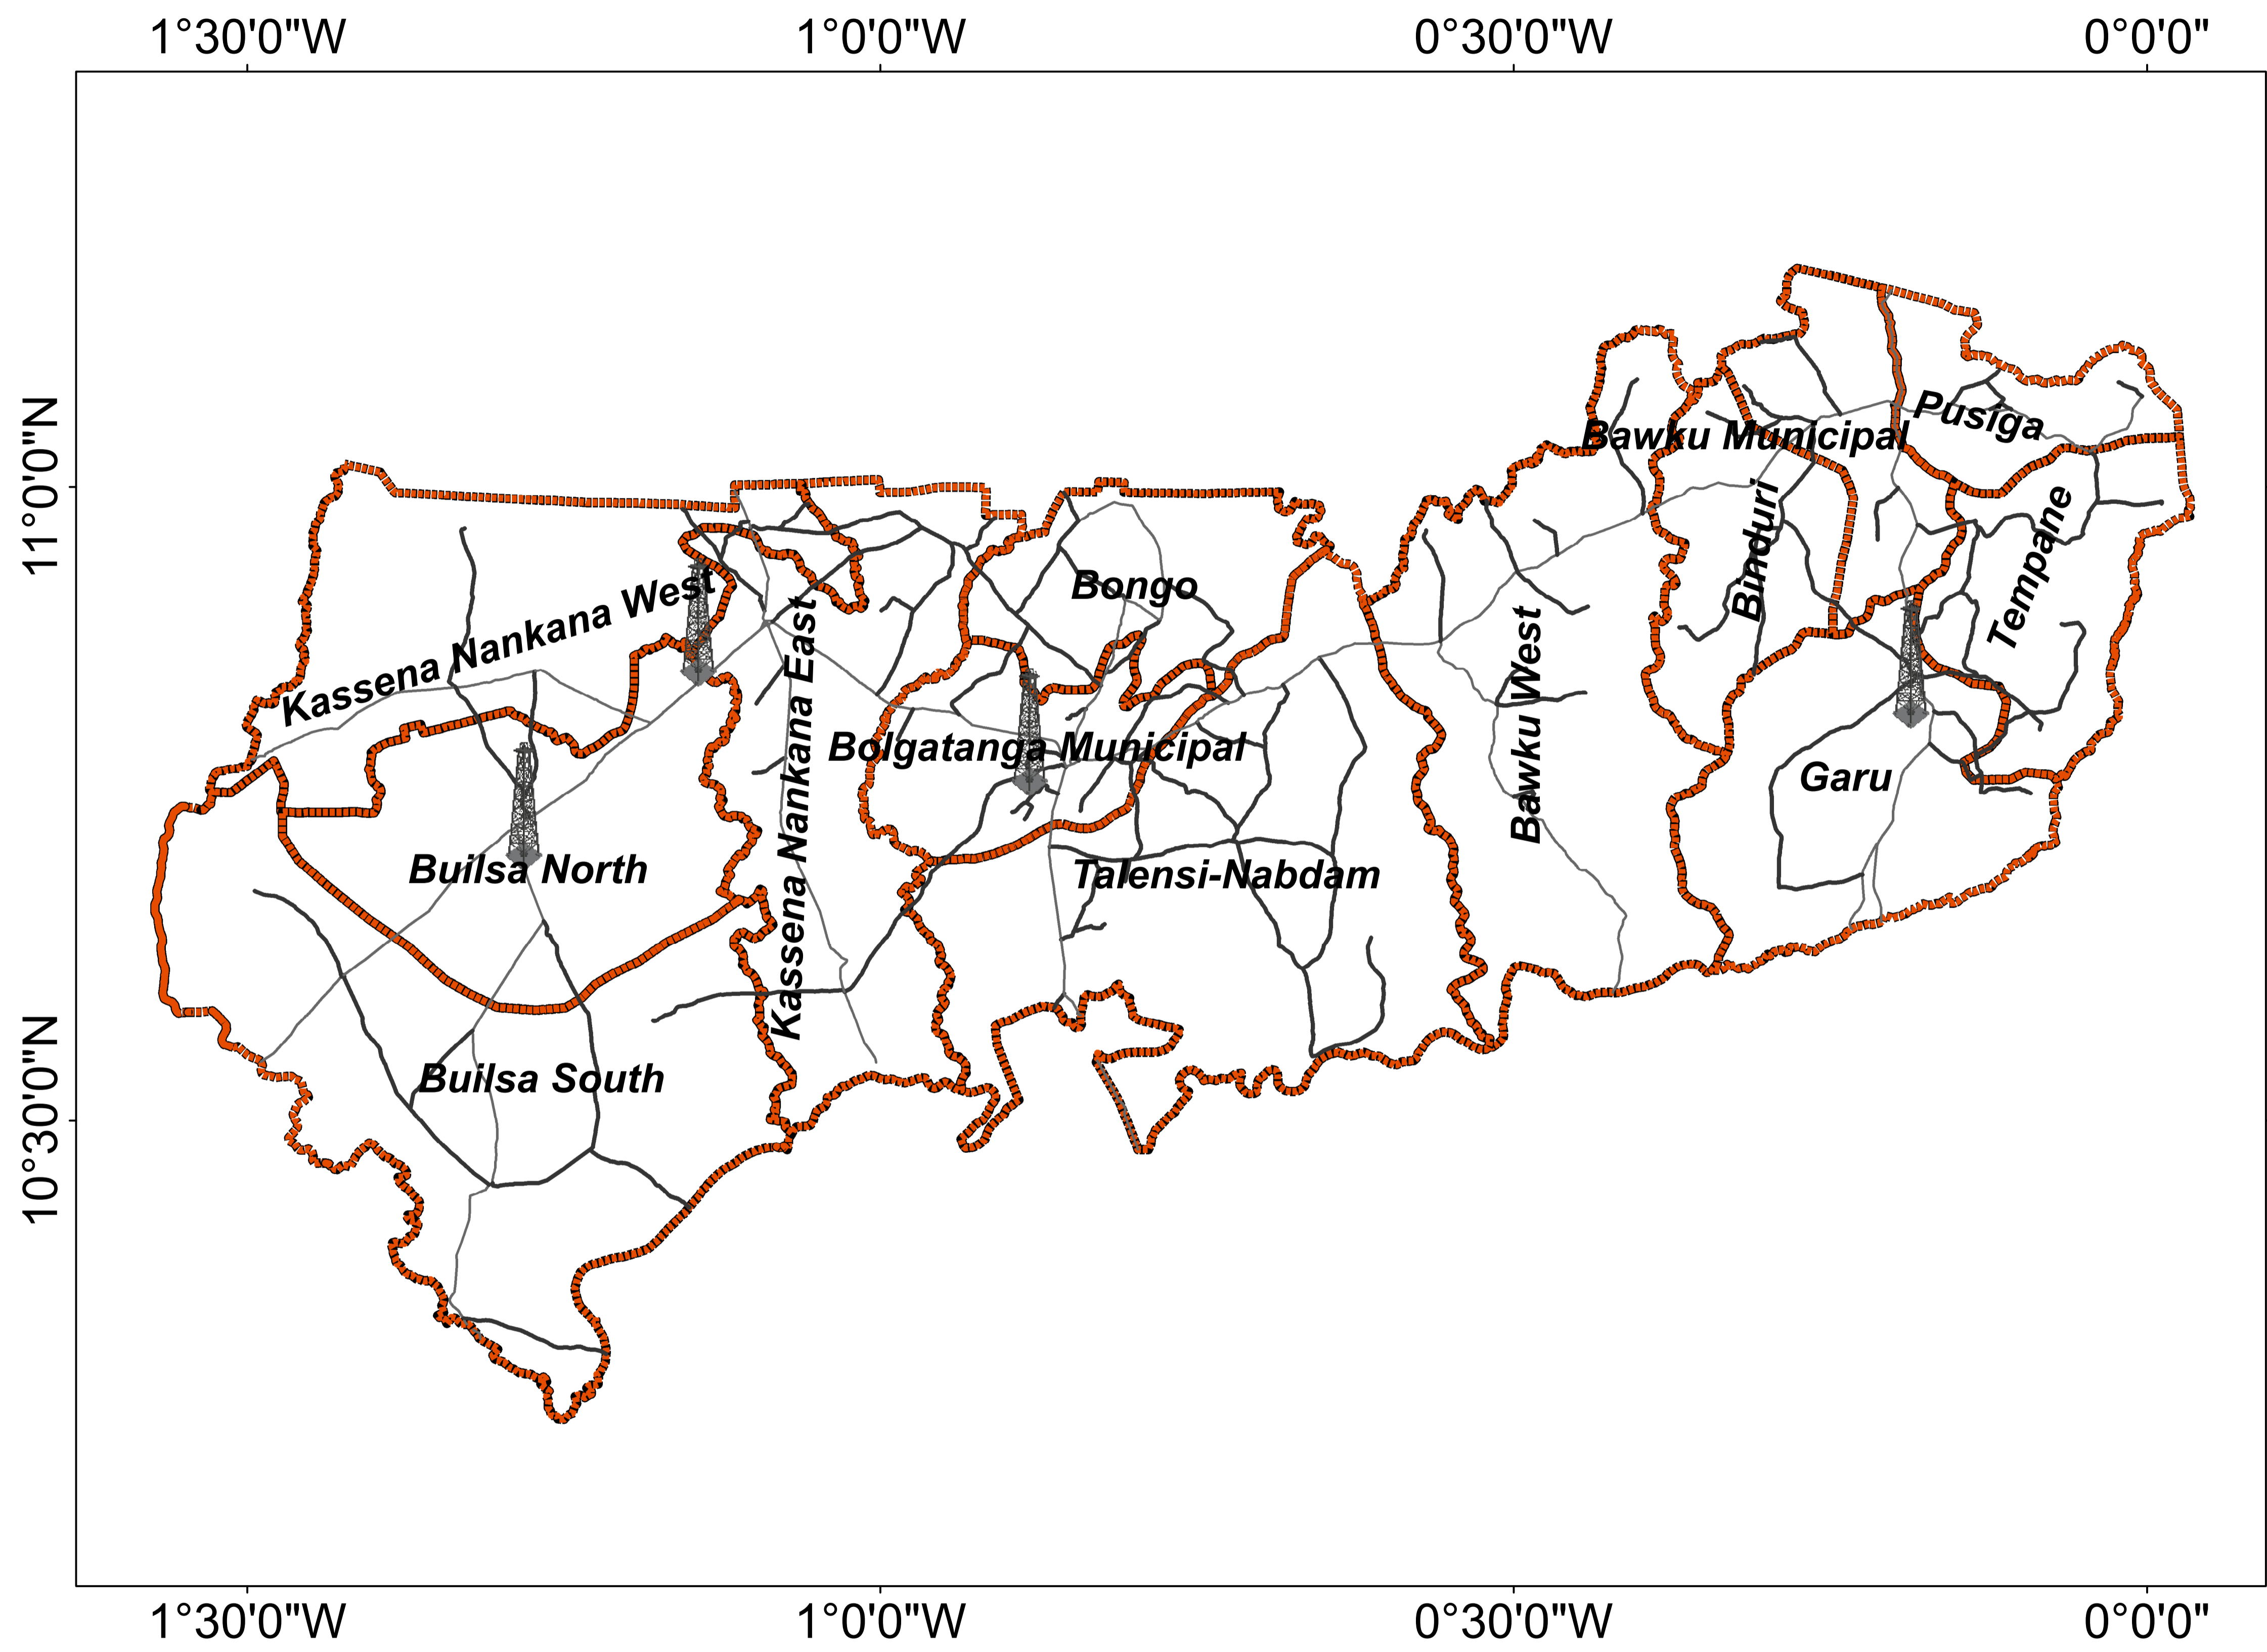 1°30'0"W
1°0'0"W
0°30'0"W
0°0'0"
11°0'0"N
10°30'0"N
Pusiga
Bawku Municipal
Binduri
Tempane
Bongo
Kassena Nankana West
Kassena Nankana East
Bolgatanga Municipal
Bawku West
Garu
Builsa North
Talensi-Nabdam
Builsa South
1°30'0"W
1°0'0"W
0°30'0"W
0°0'0"